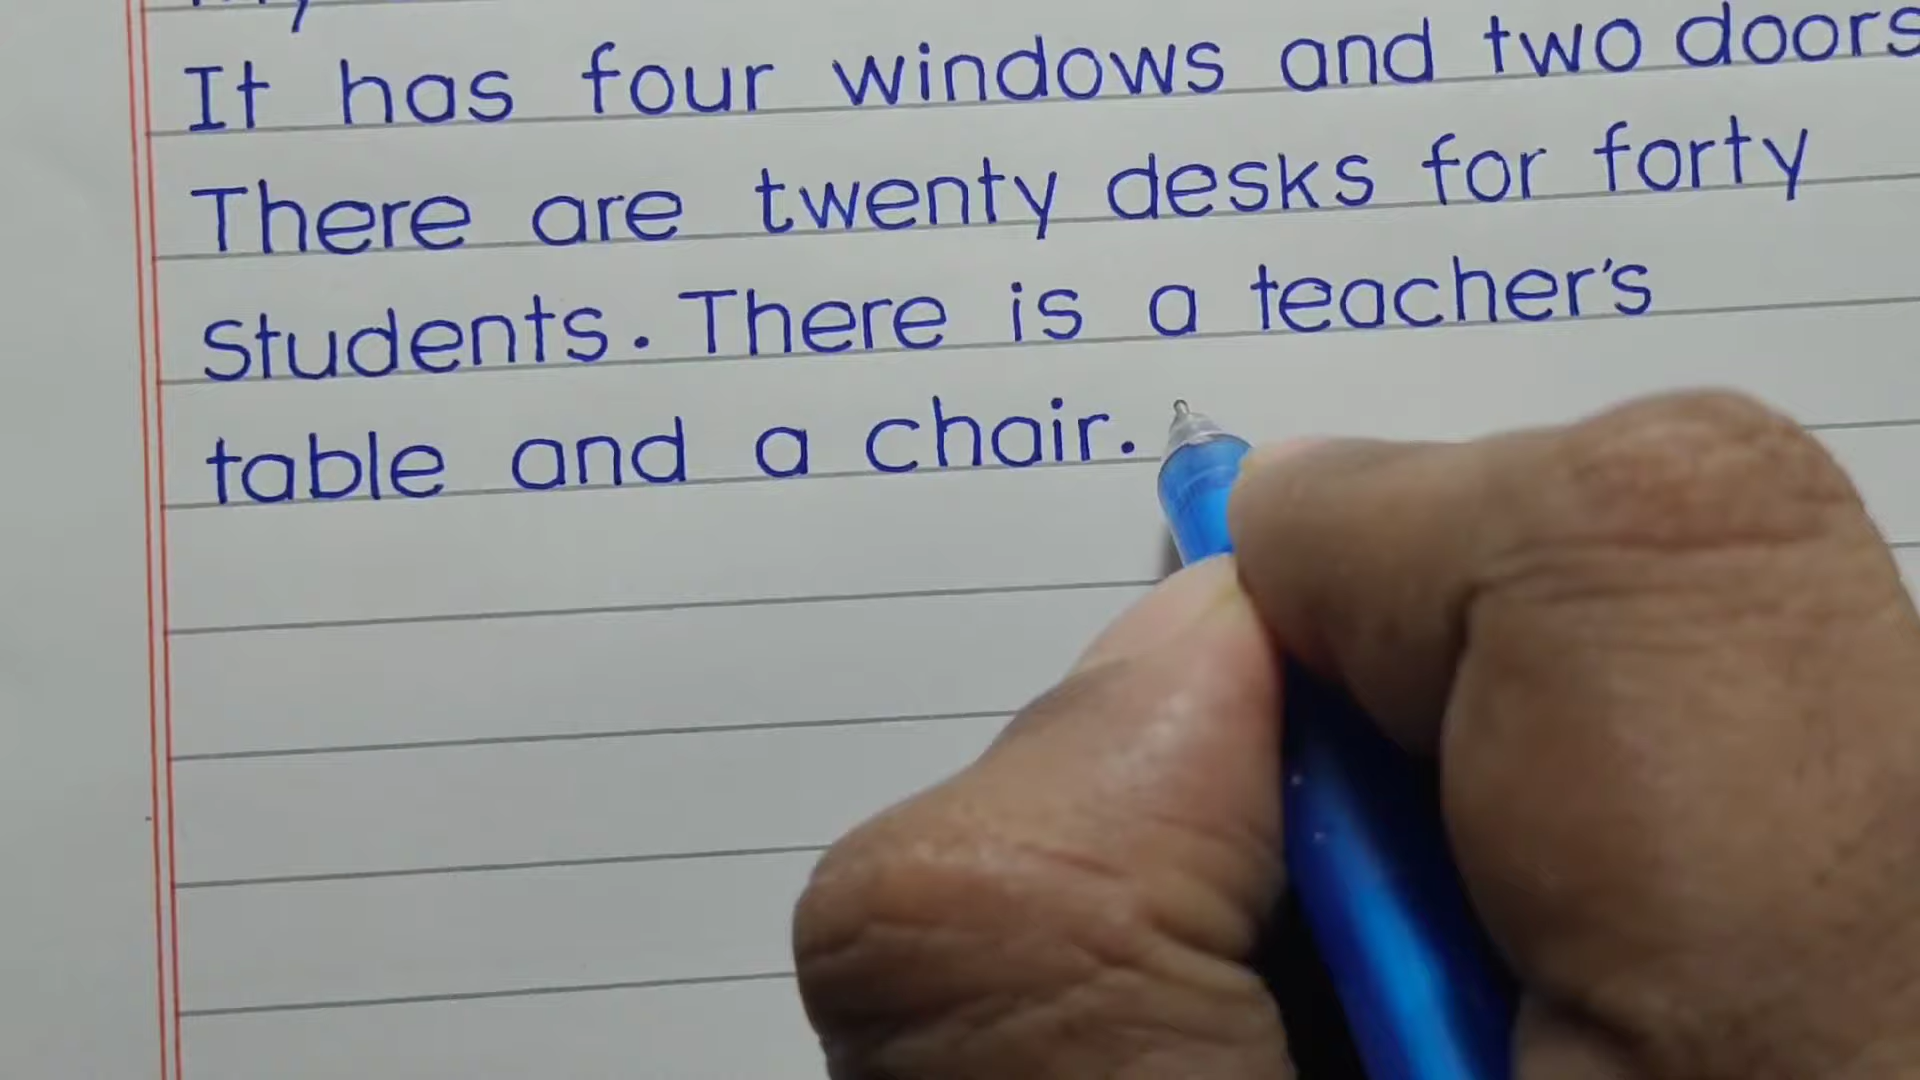 It has four windows and two doors
There are twenty desks for forty
students. There is a teacher's
table and a chair.